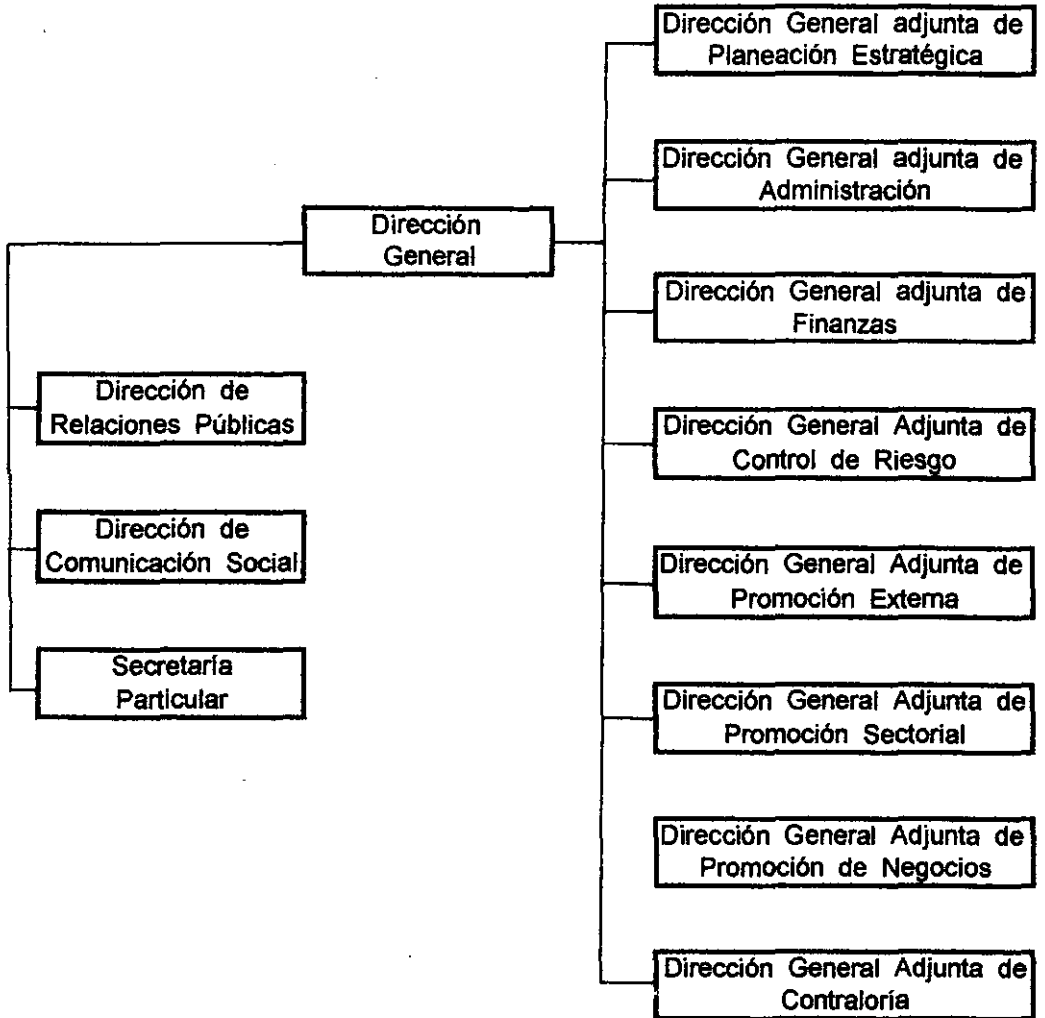 Dirección General adjunta de
Planeación Estratégica
Dirección General adjunta de
Administración
Dirección
General
Dirección General adjunta de
Finanzas
Dirección de
Relaciones Públicas
Dirección General Adjunta de
Control de Riesgo
Dirección de
Comunicación Social
Dirección General Adjunta de
Promoción Externa
Secretaría
Particular
Dirección General Adjunta de
Promoción Sectorial
Dirección General Adjunta de
Promoción de Negocios
Dirección General Adjunta de
Contraloría